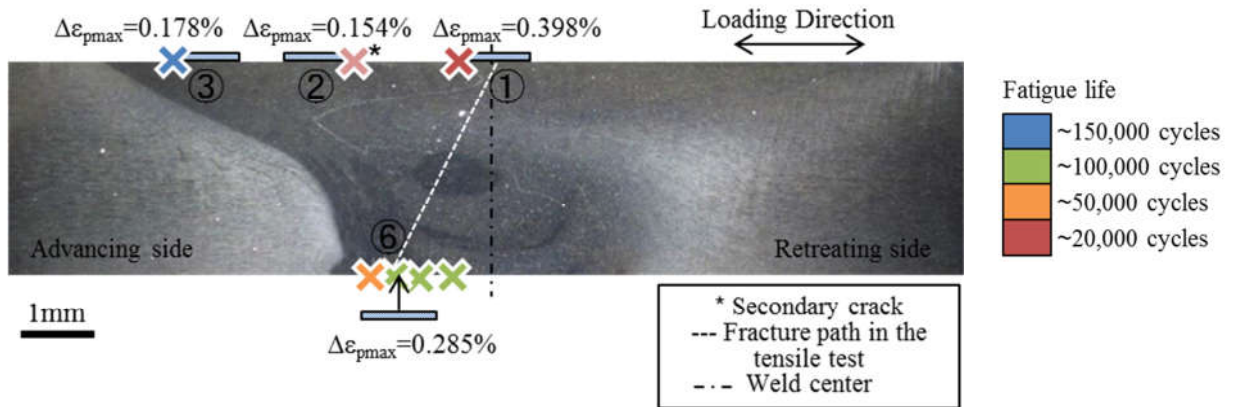 Δεpmax=0.178%
Δεpmax=0.154%
Δεpmax=0.398%
Loading Direction
*
③
②
①
Fatigue life
~150,000 cycles
~100,000 cycles
~50,000 cycles
~20,000 cycles
⑥
Advancing side
Retreating side
1mm
Δεpmax=0.285%
* Secondary crack
--- Fracture path in the
tensile test
-·- Weld center